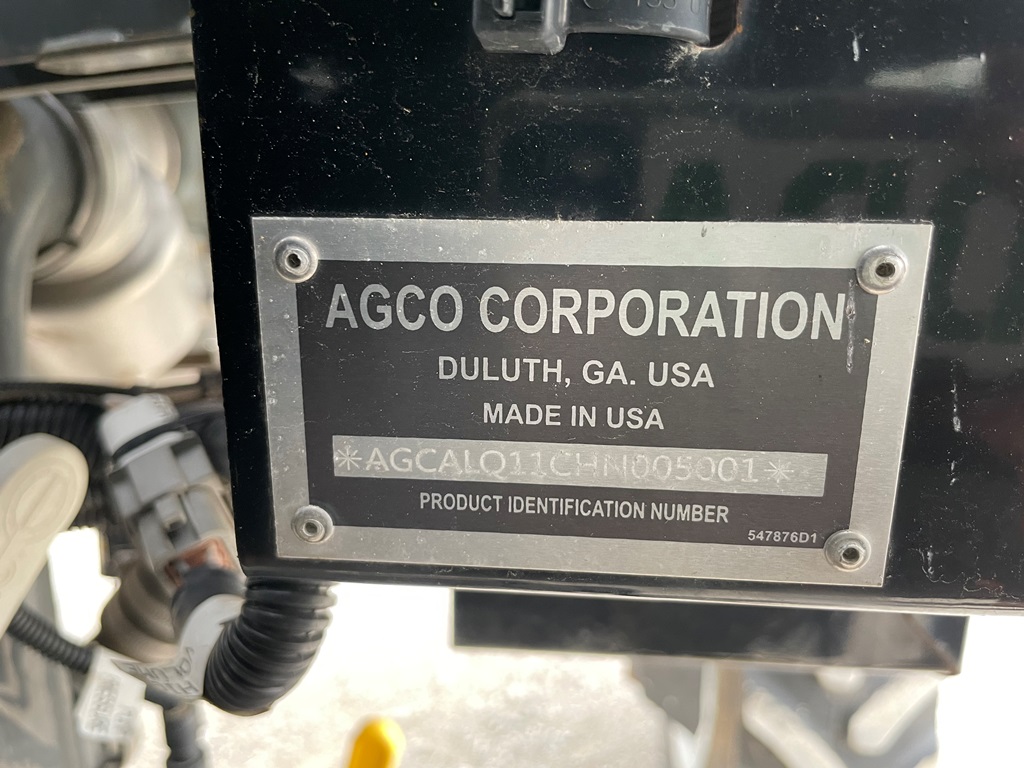 AGCO CORPORATION
DULUTH, GA. USA
MADE IN USA
*AGCALQ11CHN005001*
PRODUCT IDENTIFICATION NUMBER
547876D1